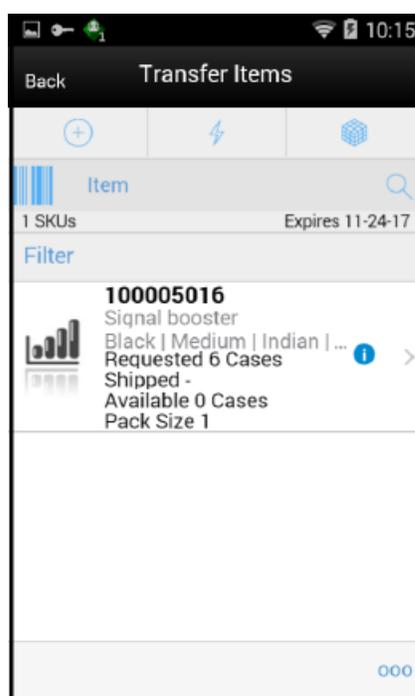 1 10:15
Back Transfer Items
Item
1 SKUs Expires 11-24-17
Filter
100005016
Signal booster
Black | Medium | Indian | ...
Requested 6 Cases
Shipped -
Available 0 Cases
Pack Size 1